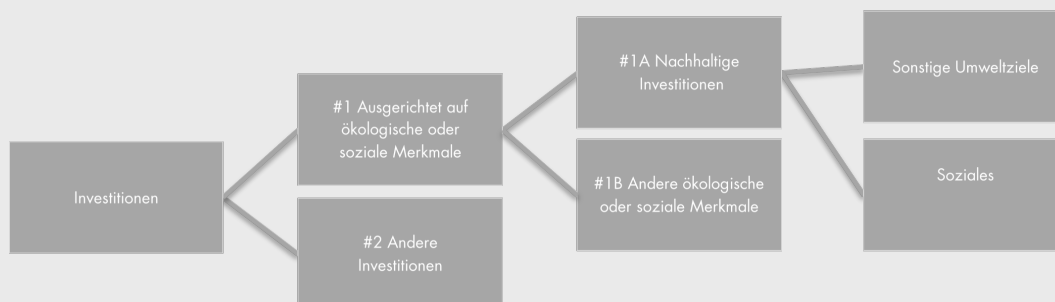 Investitionen
#1 Ausgerichtet auf
ökologische oder
soziale Merkmale
#2 Andere
Investitionen
#1A Nachhaltige
Investitionen
#1B Andere ökologische
oder soziale Merkmale
Sonstige Umweltziele
Soziales